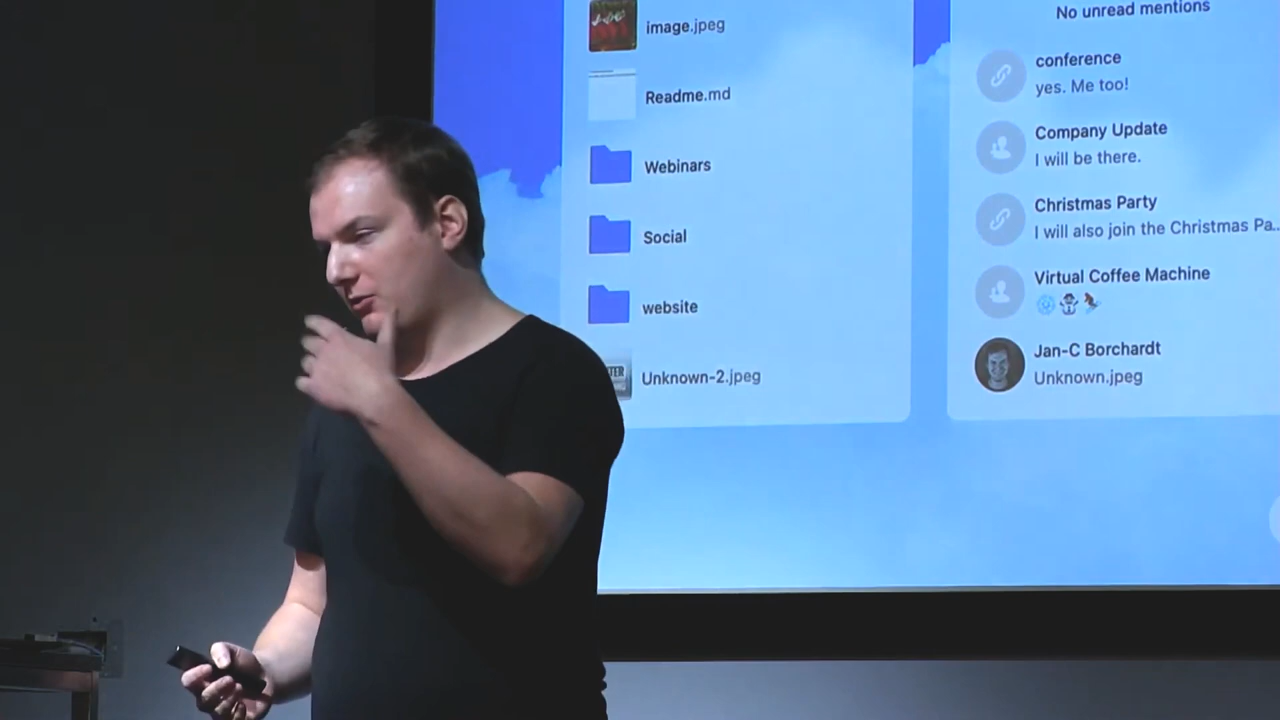 image.jpeg
Readme.md
Webinars
Social
website
Unknown-2.jpeg
No unread mentions
conference
yes. Me too!
Company Update
I will be there.
Christmas Party
I will also join the Christmas Pa...
Virtual Coffee Machine
Jan-C Borchardt
Unknown.jpeg